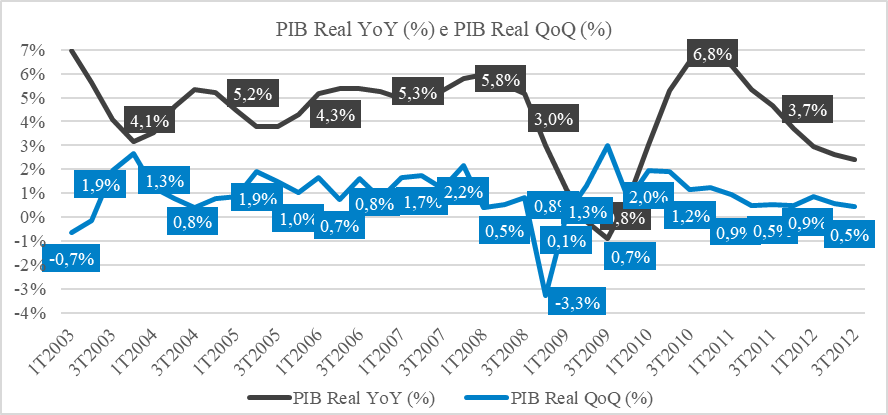 PIB Real YoY (%) e PIB Real QoQ (%)
7%
6%
5%
4%
3%
2%
1%
0%
-1%
-2%
-3%
-4%
4,1%
5,2%
4,3%
5,3%
5,8%
3,0%
0,8%
6,8%
3,7%
-0,7%
1,9%
1,3%
0,8%
1,9%
1,0%
0,7%
0,8%
1,7%
2,2%
0,5%
0,8%
-3,3%
0,1%
1,3%
0,7%
2,0%
1,2%
0,9%
0,5%
0,9%
0,5%
1T2003
3T2003
1T2004
3T2004
1T2005
3T2005
1T2006
3T2006
1T2007
3T2007
1T2008
3T2008
1T2009
3T2009
1T2010
3T2010
1T2011
3T2011
1T2012
3T2012
PIB Real YoY (%) PIB Real QoQ (%)